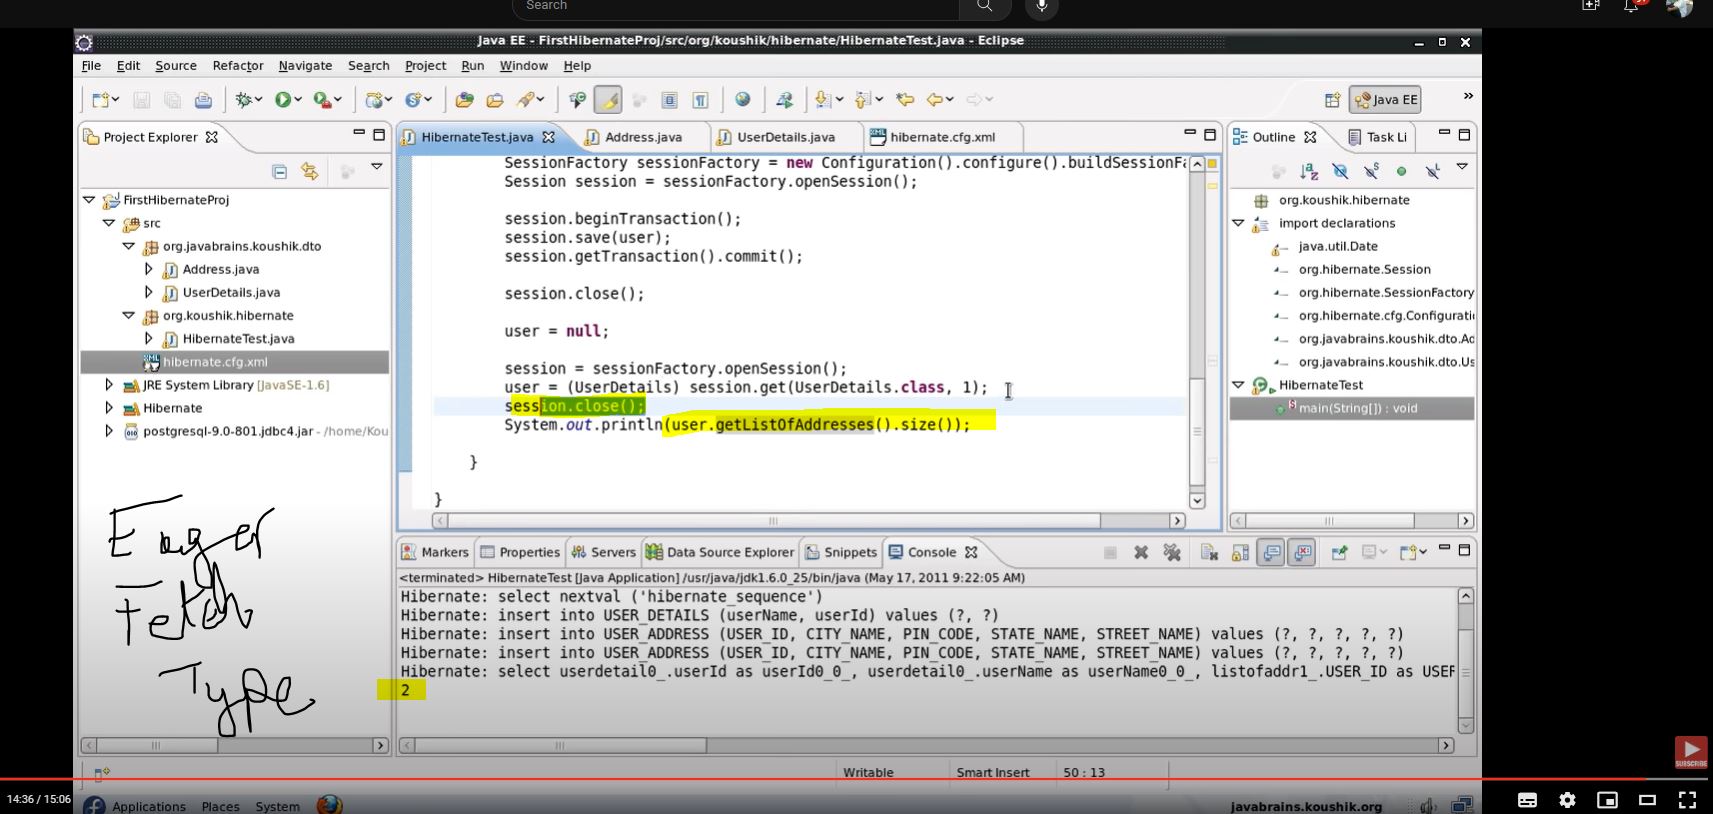 Search
Java EE - FirstHibernateProj/src/org/koushik/hibernate/HibernateTest.java - Eclipse
File Edit Source Refactor Navigate Search Project Run Window Help
Java EE »
Project Explorer
HibernateTest.java Address.java UserDetails.java hibernate.cfg.xml
Outline Task Li
FirstHibernateProj
src
org.javabrains.koushik.dto
Address.java
UserDetails.java
org.koushik.hibernate
HibernateTest.java
hibernate.cfg.xml
JRE System Library [JavaSE-1.6]
Hibernate
postgresql-9.0-801.jdbc4.jar - /home/Kou
SessionFactory sessionFactory = new Configuration().configure().buildSessionFa
Session session = sessionFactory.openSession();
session.beginTransaction();
session.save(user);
session.getTransaction().commit();
session.close();
user = null;
session = sessionFactory.openSession();
user = (UserDetails) session.get(UserDetails.class, 1);
session.close();
System.out.println(user.getListOfAddresses().size());
}
}
org.koushik.hibernate
import declarations
java.util.Date
org.hibernate.Session
org.hibernate.SessionFactory
org.hibernate.cfg.Configurati
org.javabrains.koushik.dto.Ad
org.javabrains.koushik.dto.Us
HibernateTest
main(String[]) : void
Eager
Fetch
Type
Markers Properties Servers Data Source Explorer Snippets Console
<terminated> HibernateTest [Java Application] /usr/java/jdk1.6.0_25/bin/java (May 17, 2011 9:22:05 AM)
Hibernate: select nextval ('hibernate_sequence')
Hibernate: insert into USER_DETAILS (userName, userId) values (?, ?)
Hibernate: insert into USER_ADDRESS (USER_ID, CITY_NAME, PIN_CODE, STATE_NAME, STREET_NAME) values (?, ?, ?, ?, ?)
Hibernate: insert into USER_ADDRESS (USER_ID, CITY_NAME, PIN_CODE, STATE_NAME, STREET_NAME) values (?, ?, ?, ?, ?)
Hibernate: select userdetail0_.userId as userId0_0_, userdetail0_.userName as userName0_0_, listofaddr1_.USER_ID as USER
2
Writable Smart Insert 50 : 13
SUBSCRIBE
14:36 / 15:06
Applications Places System
javabrains.koushik.org